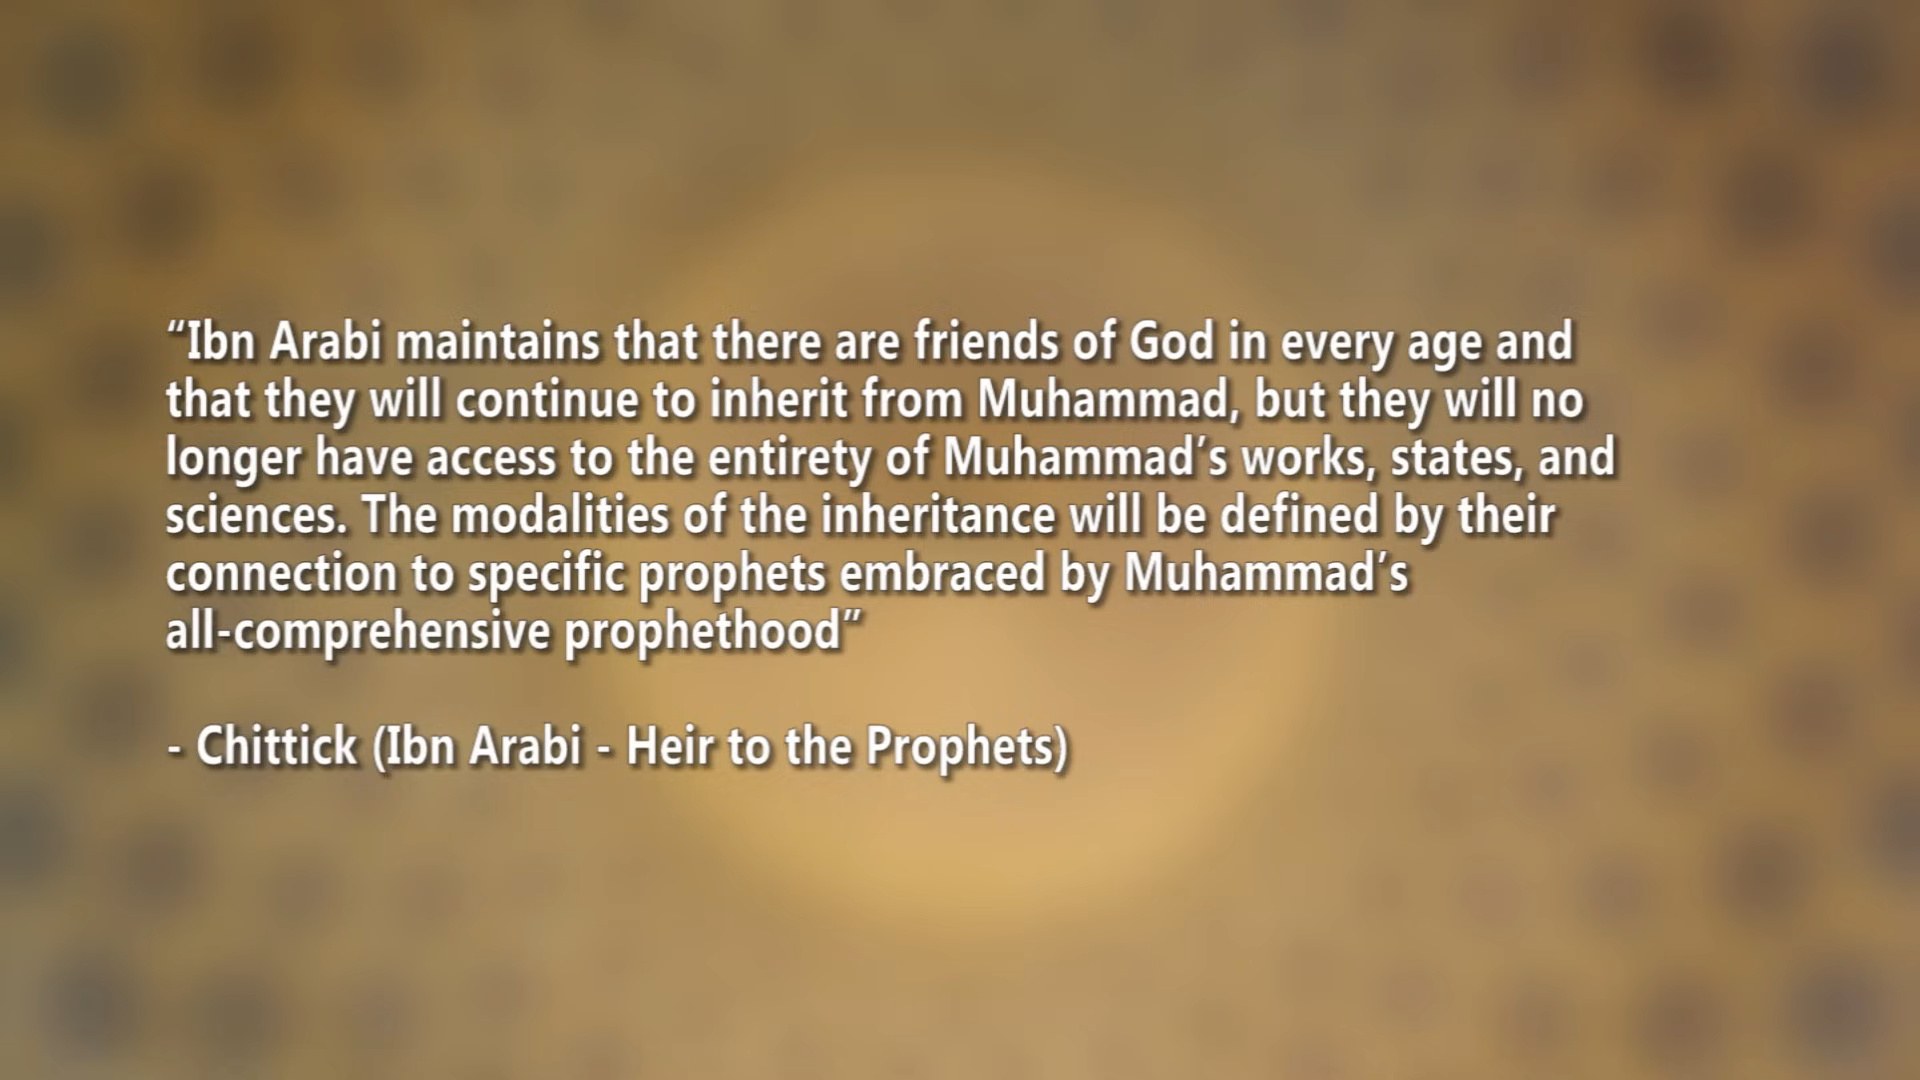 “Ibn Arabi maintains that there are friends of God in every age and
that they will continue to inherit from Muhammad, but they will no
longer have access to the entirety of Muhammad’s works, states, and
sciences. The modalities of the inheritance will be defined by their
connection to specific prophets embraced by Muhammad’s
all-comprehensive prophethood”
- Chittick (Ibn Arabi - Heir to the Prophets)